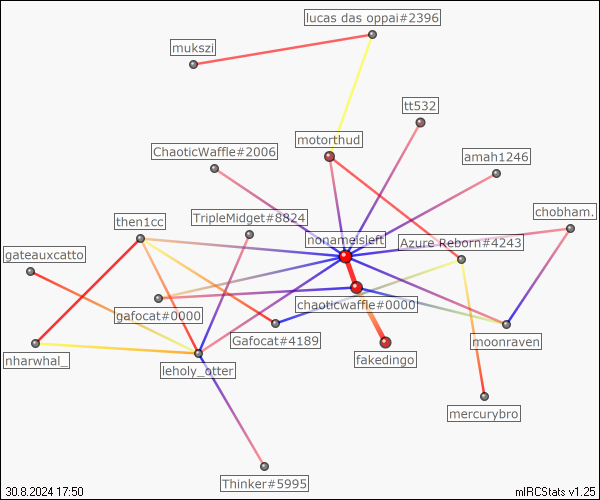 lucas das oppai#2396
mukszi
tt532
motorthud
ChaoticWaffle#2006
amah1246
TripleMidget#8824
chobham.
then1cc
nonameisleft
Azure Reborn#4243
gateauxcatto
chaoticwaffle#0000
gafocat#0000
Gafocat#4189
moonraven
fakedingo
nharwhal_
leholy_otter
mercurybro
Thinker#5995
30.8.2024 17:50
mIRCStats v1.25